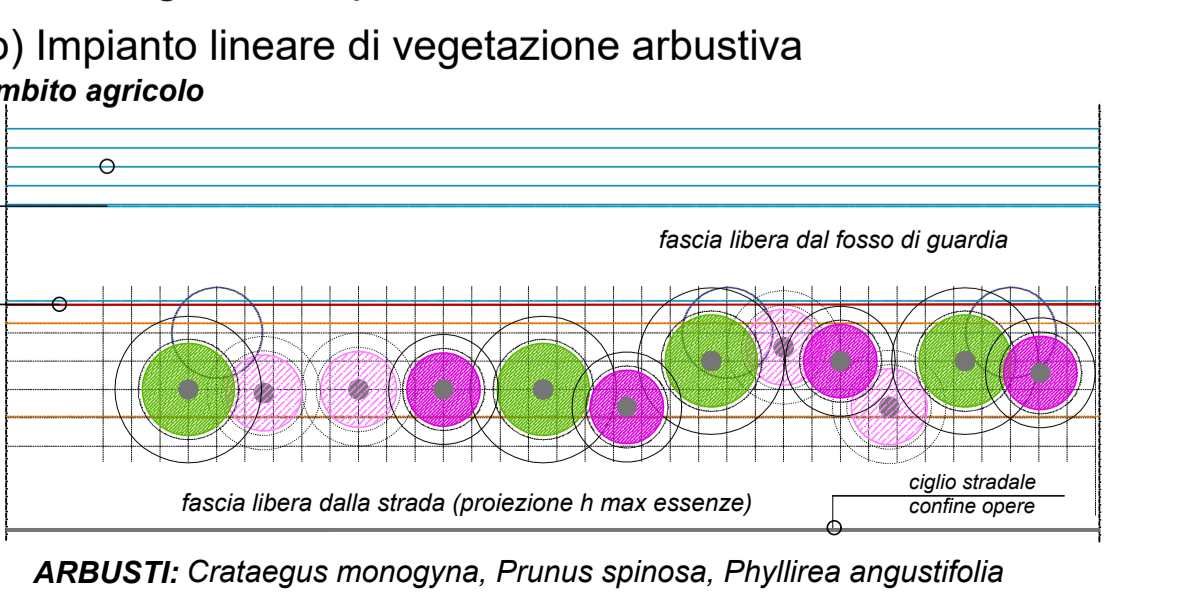 b) Impianto lineare di vegetazione arbustiva
mbito agricolo
fascia libera dal fosso di guardia
fascia libera dalla strada (proiezione h max essenze)
ciglio stradale
confine opere
ARBUSTI: Crataegus monogyna, Prunus spinosa, Phyllirea angustifolia